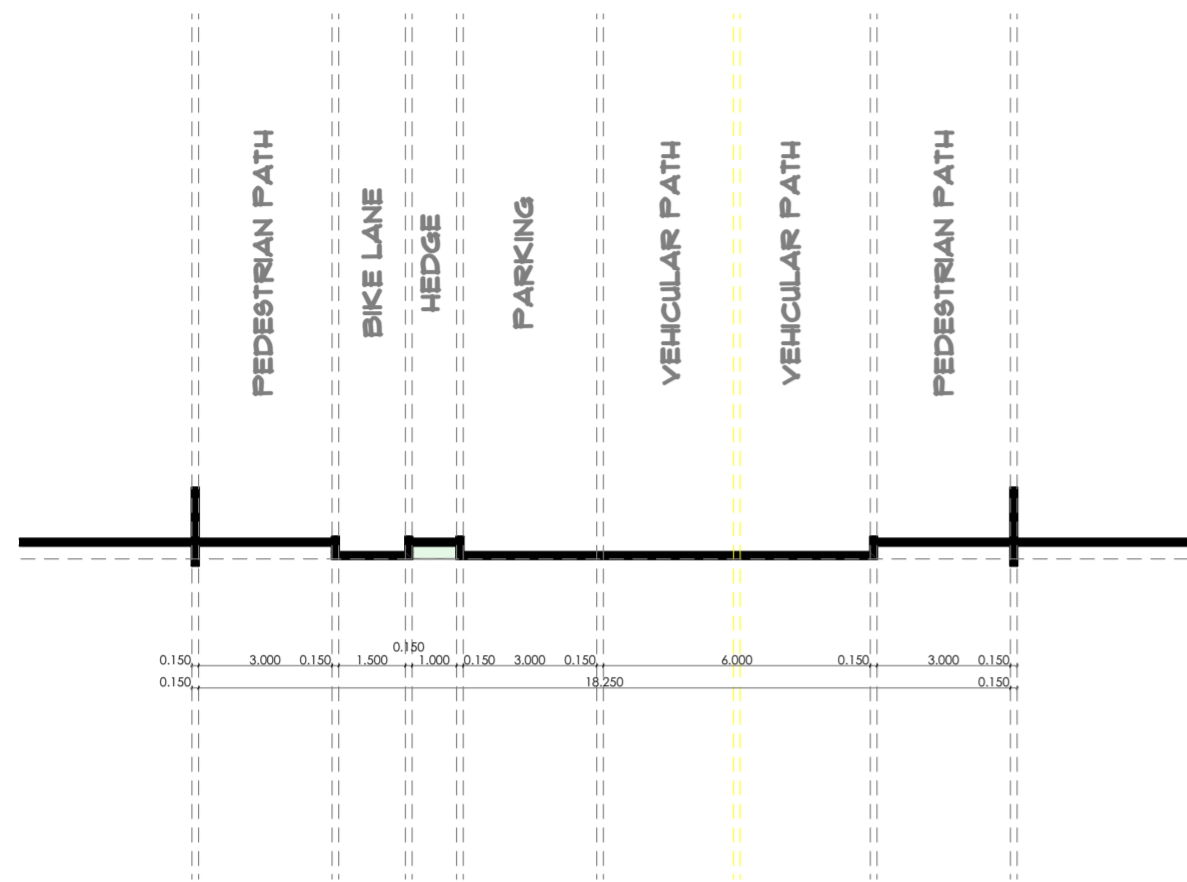 PEDESTRIAN PATH
BIKE LANE
HEDGE
PARKING
VEHICULAR PATH
VEHICULAR PATH
PEDESTRIAN PATH
0.150
0.150 3.000 0.150 1.500 1.000 0.150 3.000 0.150 6.000 0.150 3.000 0.150
0.150 18.250 0.150